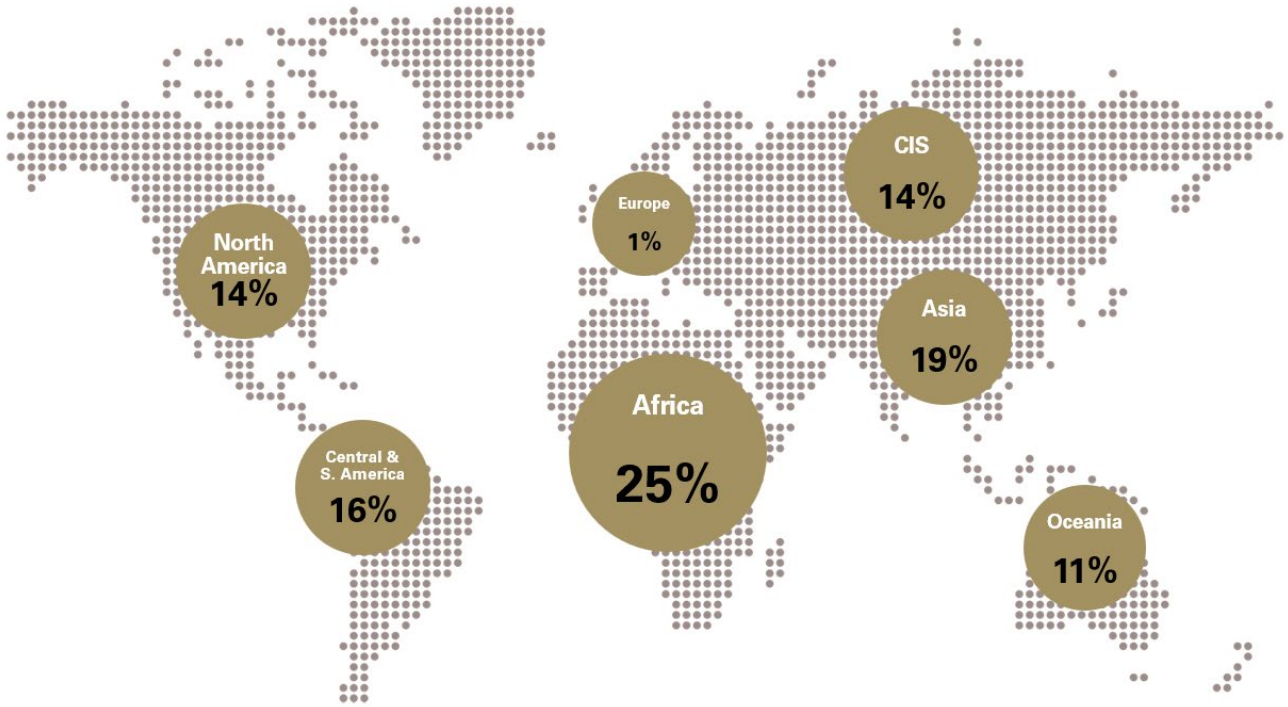 CIS
14%
Europe
1%
North
America
14%
Asia
19%
Africa
25%
Central &
S. America
16%
Oceania
11%